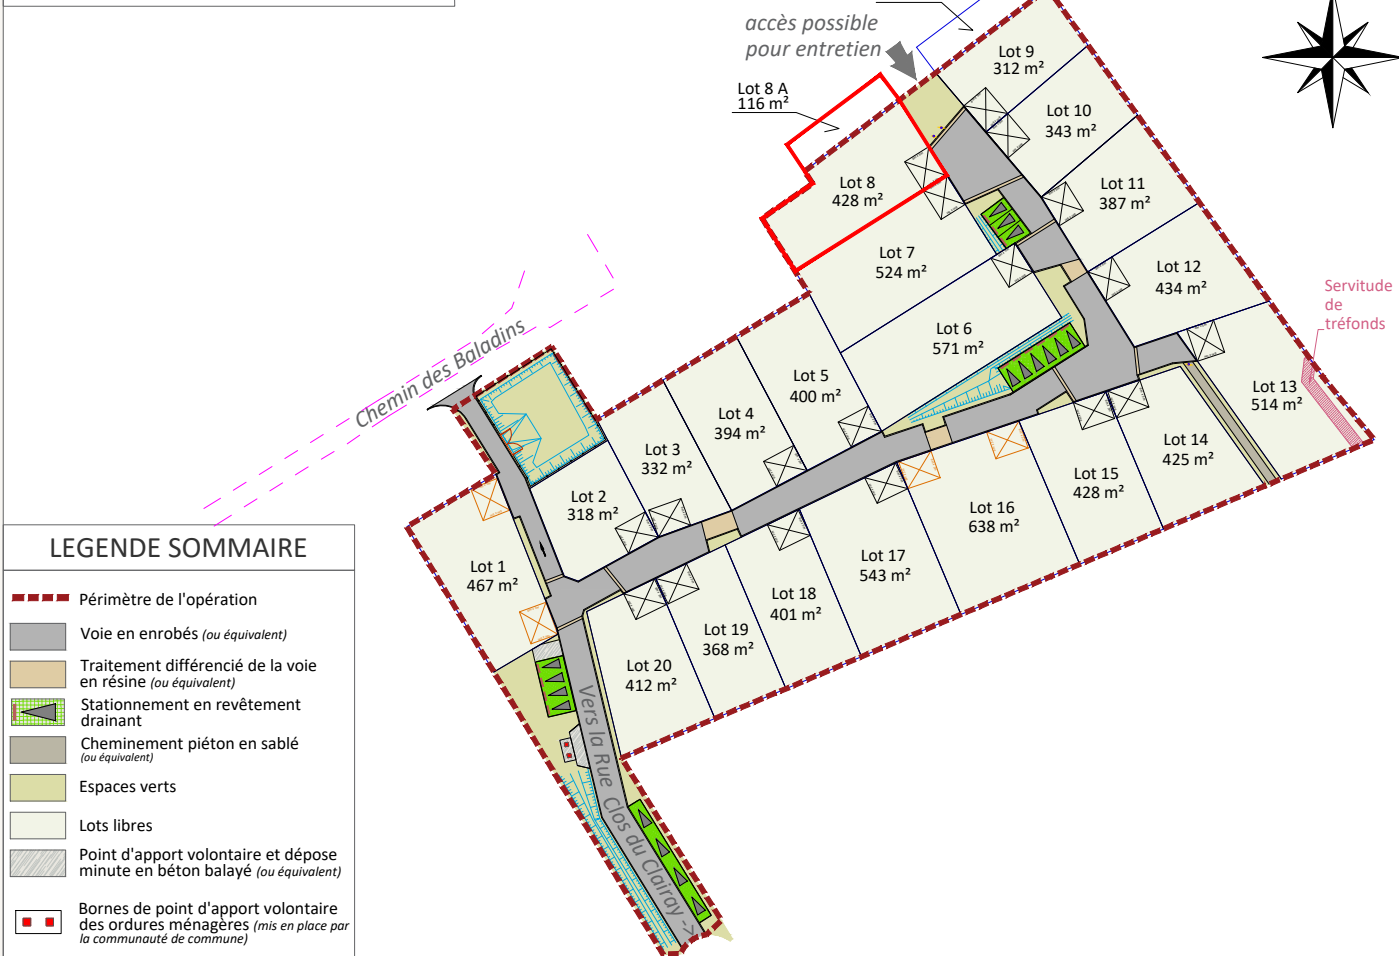 accès possible
pour entretien
Lot 8 A
116 m²
Lot 9
312 m²
Lot 10
343 m²
Lot 8
428 m²
Lot 11
387 m²
Lot 7
524 m²
Lot 12
434 m²
Servitude
de
tréfonds
Lot 6
571 m²
Chemin des Baladins
Lot 5
400 m²
Lot 13
514 m²
Lot 4
394 m²
Lot 3
332 m²
Lot 14
425 m²
Lot 15
428 m²
Lot 2
318 m²
Lot 16
638 m²
Lot 17
543 m²
Lot 1
467 m²
Lot 18
401 m²
Lot 19
368 m²
Lot 20
412 m²
Vers la Rue Clos du Clairay ->
LEGENDE SOMMAIRE
Périmètre de l'opération
Voie en enrobés (ou équivalent)
Traitement différencié de la voie
en résine (ou équivalent)
Stationnement en revêtement
drainant
Cheminement piéton en sablé
(ou équivalent)
Espaces verts
Lots libres
Point d'apport volontaire et dépose
minute en béton balayé (ou équivalent)
Bornes de point d'apport volontaire
des ordures ménagères (mis en place par
la communauté de commune)